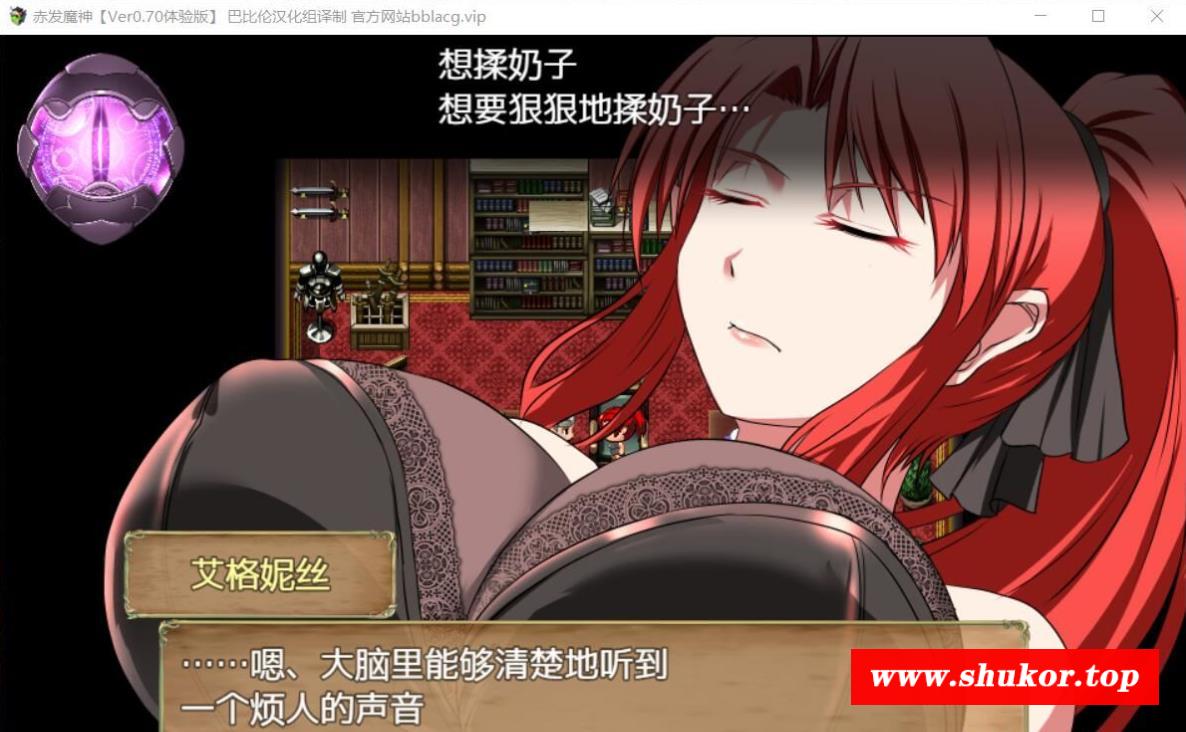 赤发魔神【Ver0.70体验版】 巴比伦汉化组译制 官方网站bblacg.vip
想揉奶子
想要狠狠地揉奶子…
艾格妮丝
……嗯、大脑里能够清楚地听到
一个烦人的声音
www.shukor.top